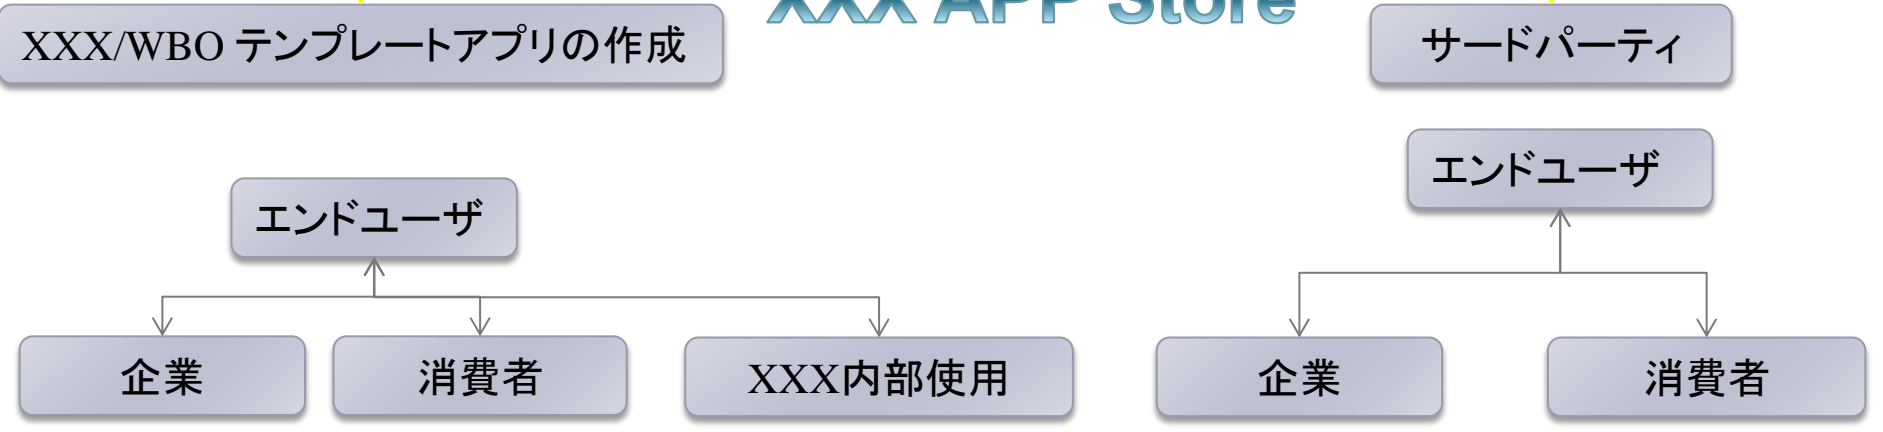 XXX APP Store
XXX/WBO テンプレートアプリの作成
サードパーティ
エンドユーザ
エンドユーザ
企業
消費者
XXX内部使用
企業
消費者